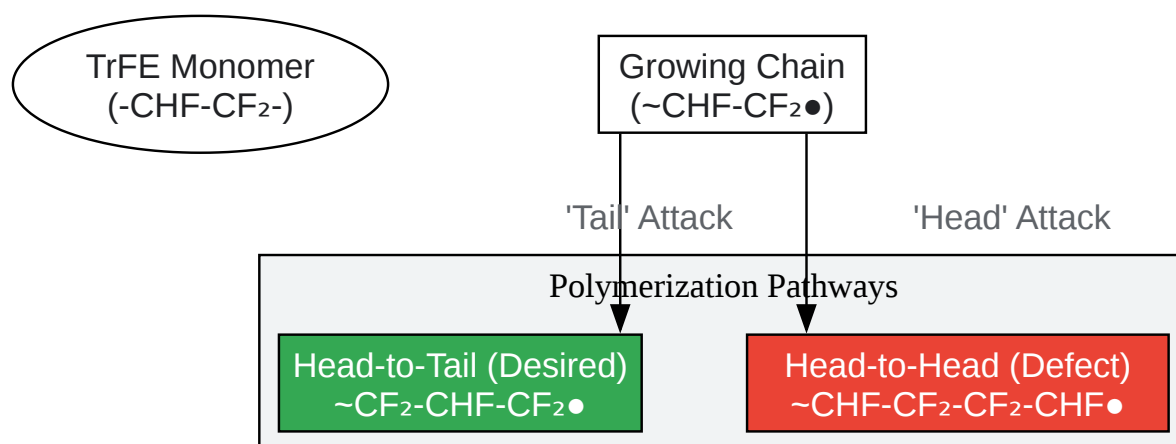 TrFE Monomer
(-CHF-CF₂-)
Growing Chain
(~CHF-CF₂●)
'Tail' Attack
'Head' Attack
Polymerization Pathways
Head-to-Tail (Desired)
~CF₂-CHF-CF₂●
Head-to-Head (Defect)
~CHF-CF₂-CF₂-CHF●